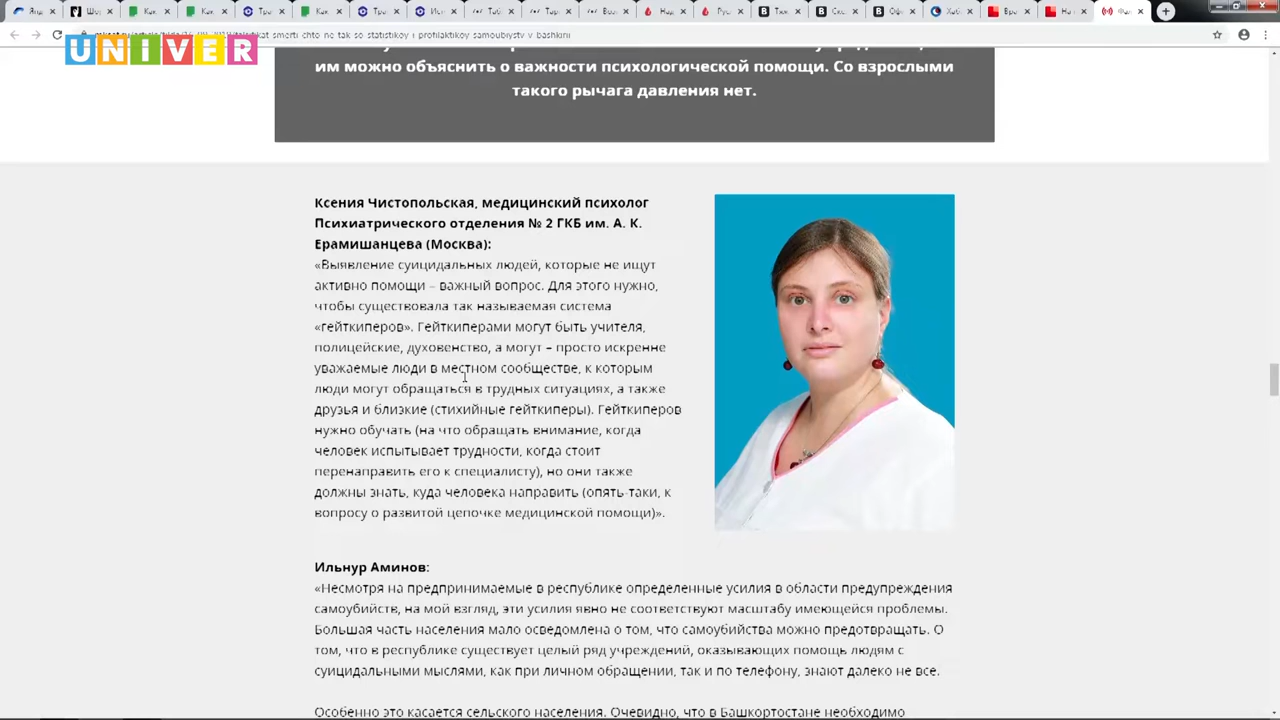 UNIVER
им можно объяснить о важности психологической помощи. Со взрослыми
такого рычага давления нет.
Ксения Чистопольская, медицинский психолог
Психиатрического отделения № 2 ГКБ им. А. К.
Ерамишанцева (Москва):
«Выявление суицидальных людей, которые не ищут
активно помощи – важный вопрос. Для этого нужно,
чтобы существовала так называемая система
«гейткиперов». Гейткиперами могут быть учителя,
полицейские, духовенство, а могут – просто искренне
уважаемые люди в местном сообществе, к которым
люди могут обращаться в трудных ситуациях, а также
друзья и близкие (стихийные гейткиперы). Гейткиперов
нужно обучать (на что обращать внимание, когда
человек испытывает трудности, когда стоит
перенаправить его к специалисту), но они также
должны знать, куда человека направить (опять-таки, к
вопросу о развитой цепочке медицинской помощи)».
Ильнур Аминов:
«Несмотря на предпринимаемые в республике определенные усилия в области предупреждения
самоубийств, на мой взгляд, эти усилия явно не соответствуют масштабу имеющейся проблемы.
Большая часть населения мало осведомлена о том, что самоубийства можно предотвращать. О
том, что в республике существует целый ряд учреждений, оказывающих помощь людям с
суицидальными мыслями, как при личном обращении, так и по телефону, знают далеко не все.
Особенно это касается сельского населения. Очевидно, что в Башкортостане необходимо